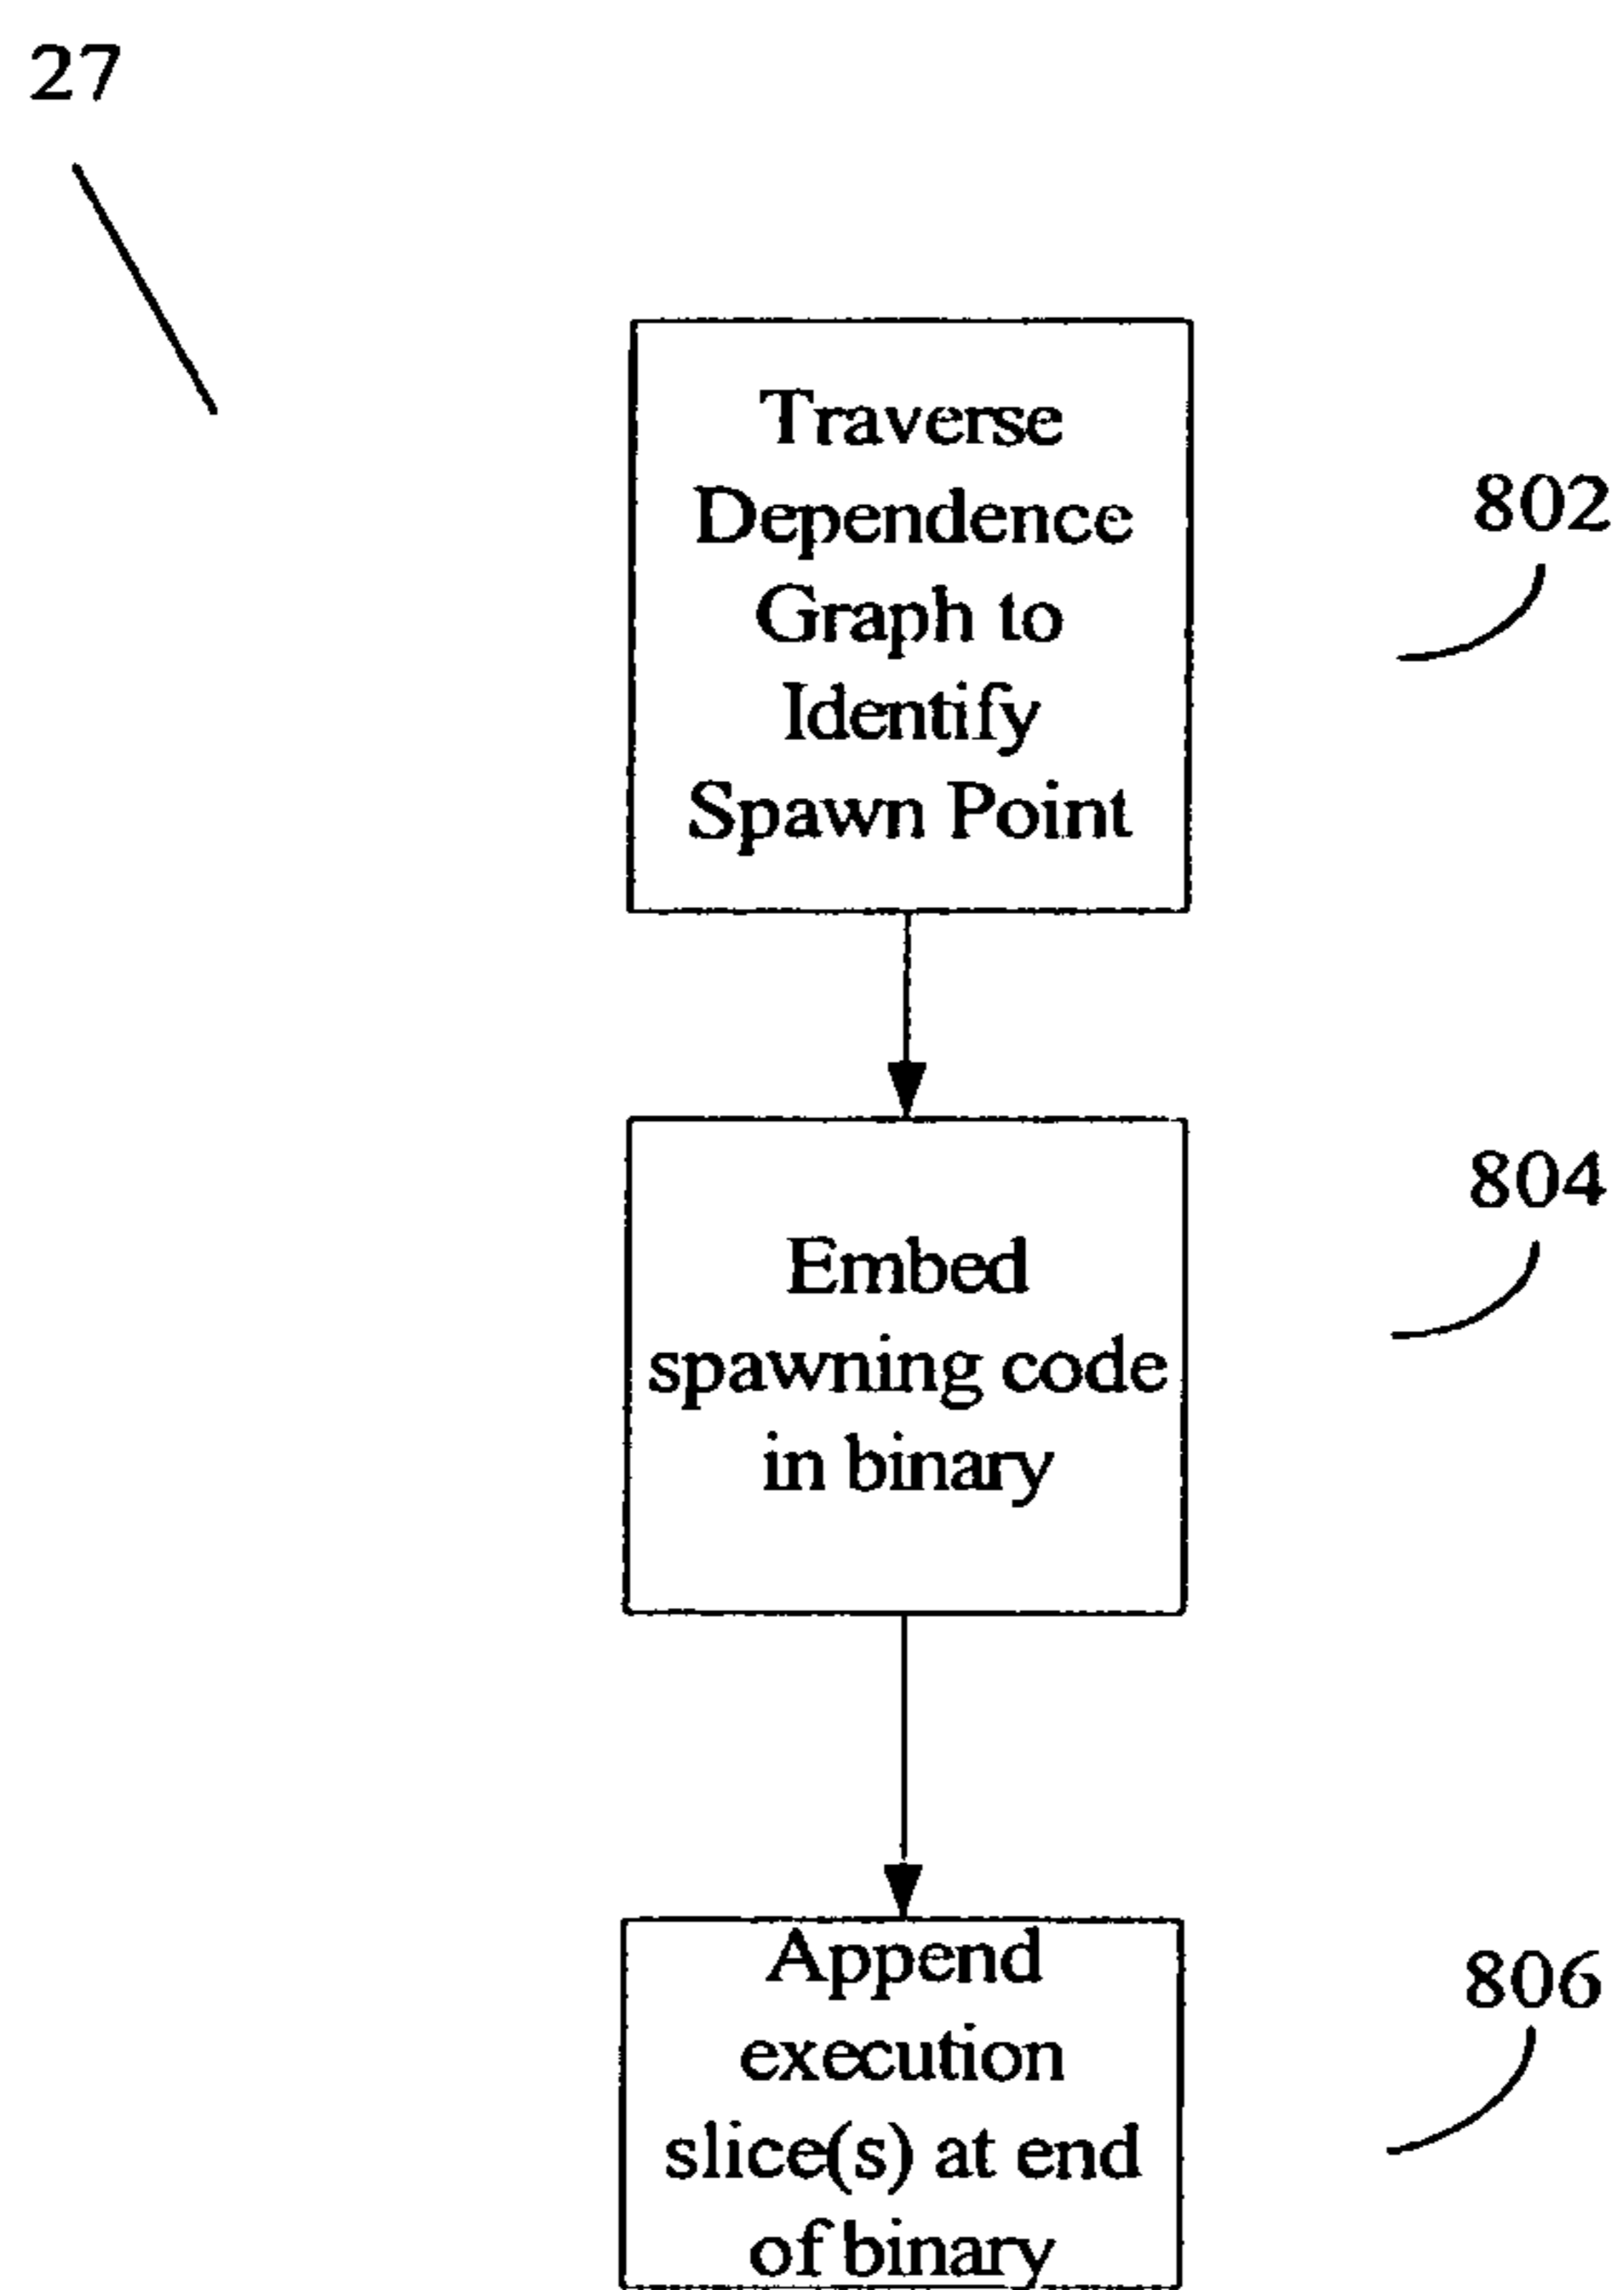 27
Traverse
Dependence
Graph to
Identify
Spawn Point
802
Embed
spawning code
in binary
804
Append
execution
slice(s) at end
of binary
806